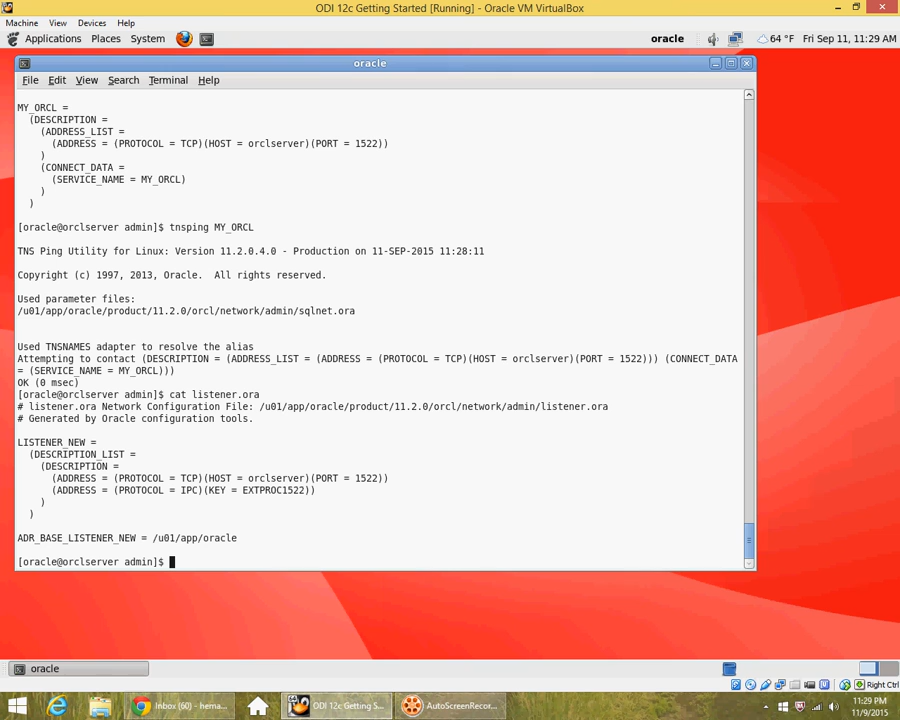 ODI 12c Getting Started [Running] - Oracle VM VirtualBox
Machine View Devices Help
Applications Places System
oracle
64 °F Fri Sep 11, 11:29 AM
oracle
File Edit View Search Terminal Help
MY_ORCL =
(DESCRIPTION =
(ADDRESS_LIST =
(ADDRESS = (PROTOCOL = TCP)(HOST = orclserver)(PORT = 1522))
)
(CONNECT_DATA =
(SERVICE_NAME = MY_ORCL)
)
)
[oracle@orclserver admin]$ tnsping MY_ORCL
TNS Ping Utility for Linux: Version 11.2.0.4.0 - Production on 11-SEP-2015 11:28:11
Copyright (c) 1997, 2013, Oracle.  All rights reserved.
Used parameter files:
/u01/app/oracle/product/11.2.0/orcl/network/admin/sqlnet.ora
Used TNSNAMES adapter to resolve the alias
Attempting to contact (DESCRIPTION = (ADDRESS_LIST = (ADDRESS = (PROTOCOL = TCP)(HOST = orclserver)(PORT = 1522))) (CONNECT_DATA
= (SERVICE_NAME = MY_ORCL)))
OK (0 msec)
[oracle@orclserver admin]$ cat listener.ora
# listener.ora Network Configuration File: /u01/app/oracle/product/11.2.0/orcl/network/admin/listener.ora
# Generated by Oracle configuration tools.
LISTENER_NEW =
(DESCRIPTION_LIST =
(DESCRIPTION =
(ADDRESS = (PROTOCOL = TCP)(HOST = orclserver)(PORT = 1522))
(ADDRESS = (PROTOCOL = IPC)(KEY = EXTPROC1522))
)
)
ADR_BASE_LISTENER_NEW = /u01/app/oracle
[oracle@orclserver admin]$
oracle
Right Ctrl
Inbox (60) - hema...
ODI 12c Getting S...
AutoScreenRecor...
11:29 PM
11/9/2015